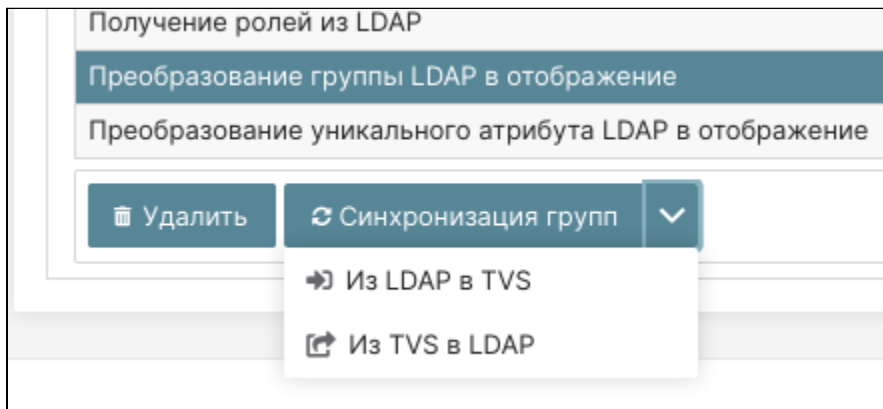 Получение ролей из LDAP
Преобразование группы LDAP в отображение
Преобразование уникального атрибута LDAP в отображение
Удалить Синхронизация групп
Из LDAP в TVS
Из TVS в LDAP